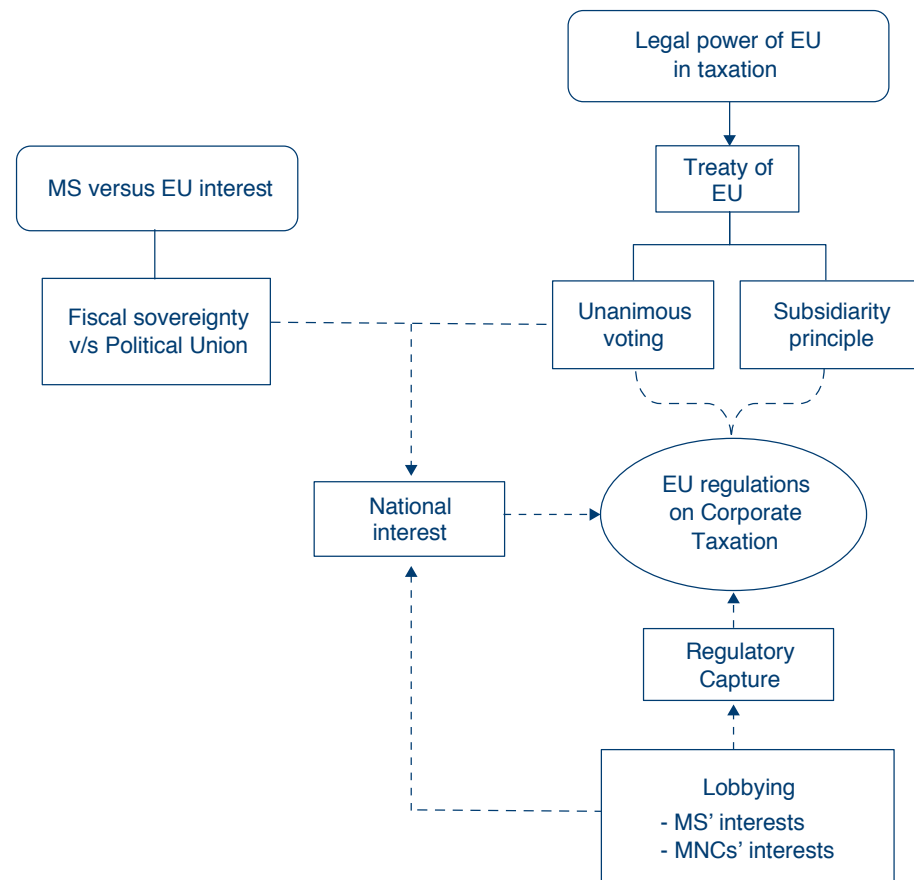 Legal power of EU
in taxation
Treaty of
EU
MS versus EU interest
Fiscal sovereignty
v/s Political Union
Unanimous
voting
Subsidiarity
principle
National
interest
EU regulations
on Corporate
Taxation
Regulatory
Capture
Lobbying
- MS' interests
- MNCs' interests